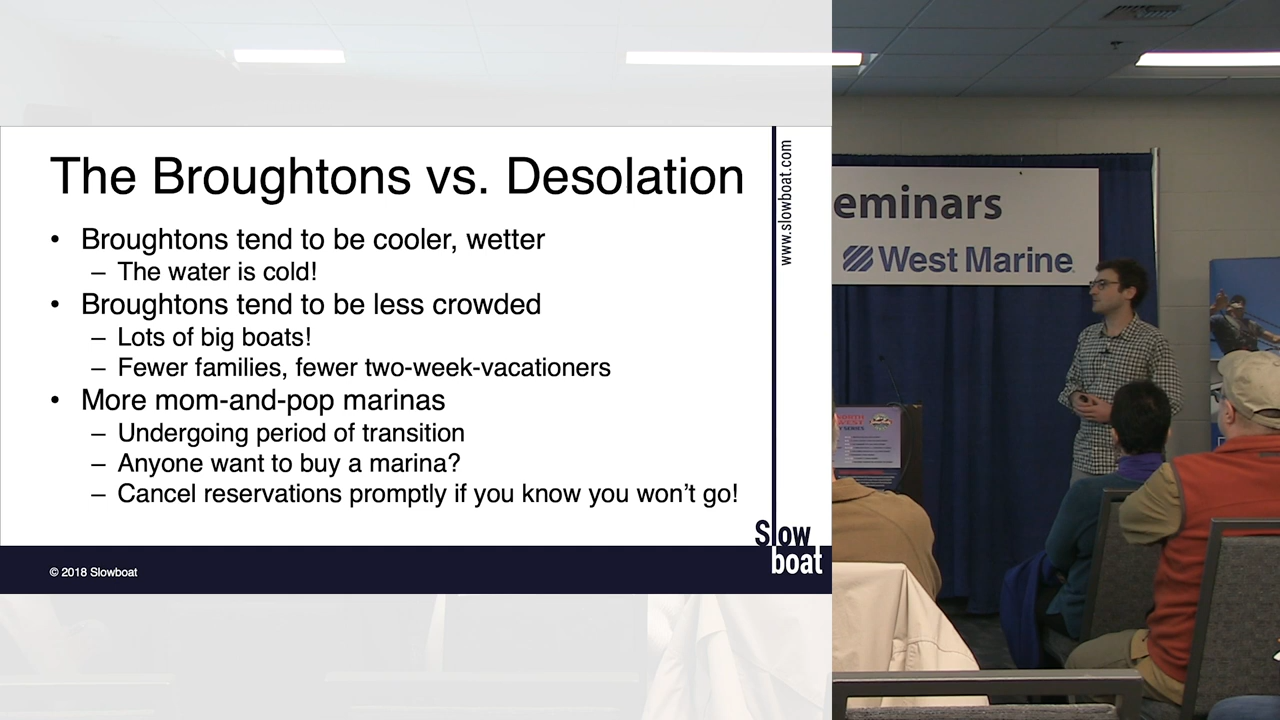 The Broughtons vs. Desolation
• Broughtons tend to be cooler, wetter
– The water is cold!
• Broughtons tend to be less crowded
– Lots of big boats!
– Fewer families, fewer two-week-vacationers
• More mom-and-pop marinas
– Undergoing period of transition
– Anyone want to buy a marina?
– Cancel reservations promptly if you know you won't go!
www.slowboat.com
Slow
boat
© 2018 Slowboat
eminars
West Marine